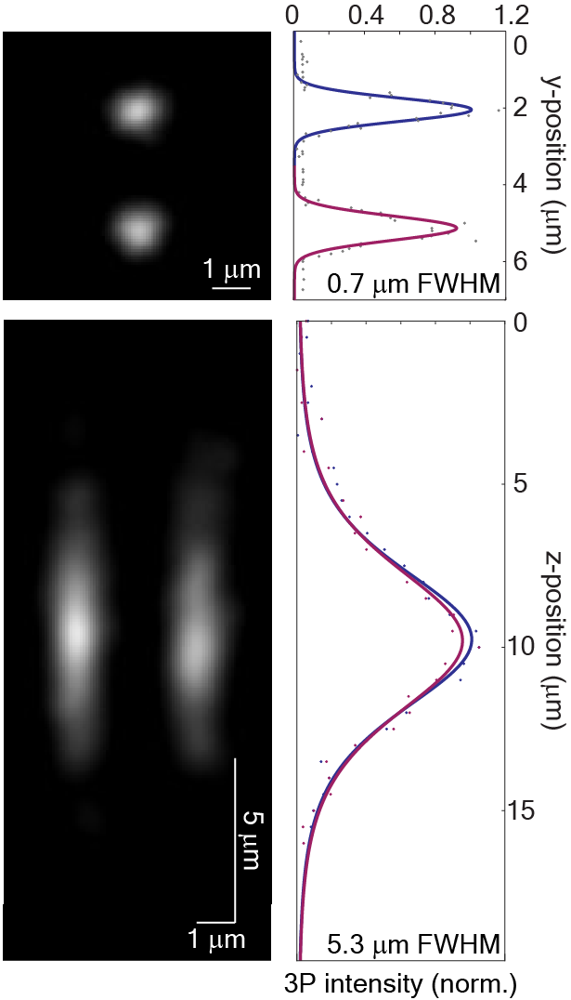 0 0.4 0.8 1.2
0
2
4
6
y-position (μm)
1 μm
0.7 μm FWHM
0
5
10
15
z-position (μm)
5 μm
1 μm
5.3 μm FWHM
3P intensity (norm.)